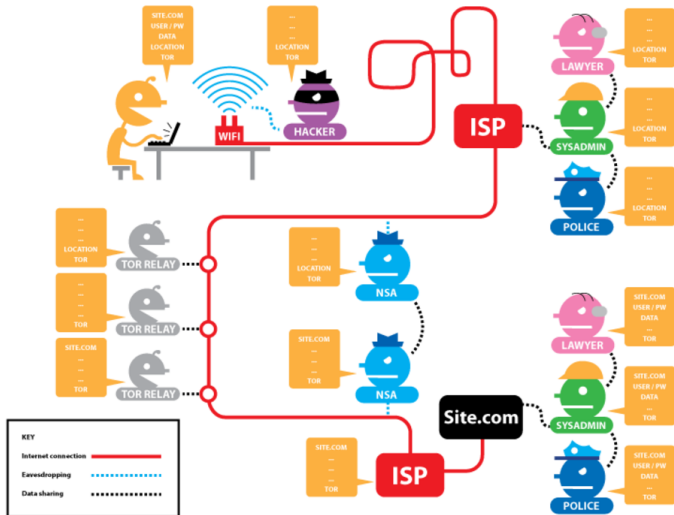 SITE.COM
USER / PW
DATA
LOCATION
TOR
...
...
...
LOCATION
TOR
WIFI
HACKER
ISP
...
...
...
LOCATION
TOR
LAWYER
...
...
...
LOCATION
TOR
SYSADMIN
...
...
...
LOCATION
TOR
POLICE
...
...
...
LOCATION
TOR
TOR RELAY
...
...
...
...
TOR
TOR RELAY
SITE.COM
...
...
...
TOR
TOR RELAY
...
...
...
LOCATION
TOR
NSA
SITE.COM
...
...
...
TOR
NSA
SITE.COM
USER / PW
DATA
...
TOR
LAWYER
SITE.COM
USER / PW
DATA
...
TOR
SYSADMIN
SITE.COM
USER / PW
DATA
...
TOR
POLICE
Site.com
SITE.COM
...
...
...
TOR
ISP
KEY
Internet connection
Eavesdropping
Data sharing